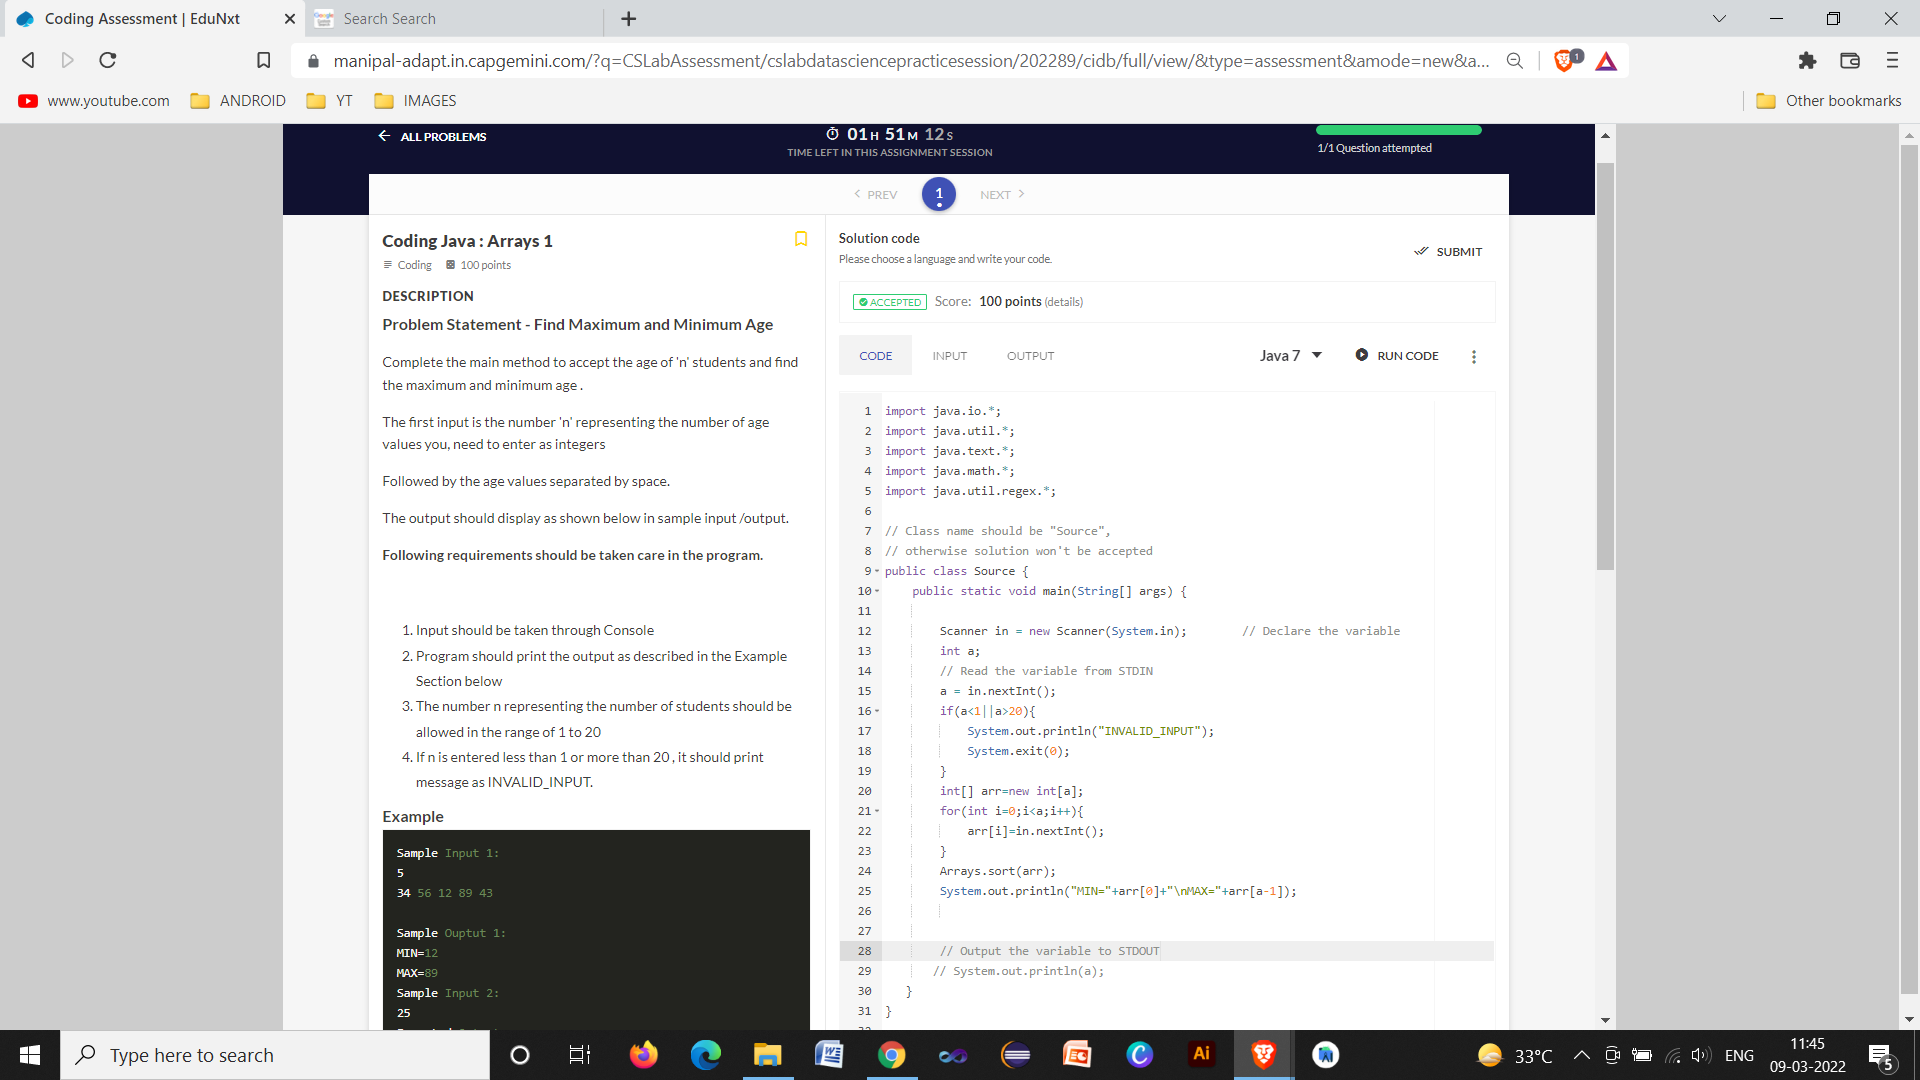 Coding Assessment | EduNxt
Search Search
manipal-adapt.in.capgemini.com/?q=CSLabAssessment/cslabdatasciencepracticesession/202289/cidb/full/view/&type=assessment&amode=new&a...
1
www.youtube.com
ANDROID
YT
IMAGES
Other bookmarks
ALL PROBLEMS
01H 51M 12S
TIME LEFT IN THIS ASSIGNMENT SESSION
1/1 Question attempted
PREV
1
NEXT
Coding Java : Arrays 1
Coding
100 points
DESCRIPTION
Problem Statement - Find Maximum and Minimum Age
Complete the main method to accept the age of 'n' students and find
the maximum and minimum age .
The first input is the number 'n' representing the number of age
values you, need to enter as integers
Followed by the age values separated by space.
The output should display as shown below in sample input /output.
Following requirements should be taken care in the program.
1. Input should be taken through Console
2. Program should print the output as described in the Example
Section below
3. The number n representing the number of students should be
allowed in the range of 1 to 20
4. If n is entered less than 1 or more than 20 , it should print
message as INVALID_INPUT.
Example
Sample Input 1:
5
34 56 12 89 43
Sample Ouptut 1:
MIN=12
MAX=89
Sample Input 2:
25
Solution code
Please choose a language and write your code.
SUBMIT
ACCEPTED
Score: 100 points (details)
CODE
INPUT
OUTPUT
Java 7
RUN CODE
1 import java.io.*;
2 import java.util.*;
3 import java.text.*;
4 import java.math.*;
5 import java.util.regex.*;
6
7 // Class name should be "Source",
8 // otherwise solution won't be accepted
9 public class Source {
10 public static void main(String[] args) {
11
12 Scanner in = new Scanner(System.in); // Declare the variable
13 int a;
14 // Read the variable from STDIN
15 a = in.nextInt();
16 if(a<1||a>20){
17 System.out.println("INVALID_INPUT");
18 System.exit(0);
19 }
20 int[] arr=new int[a];
21 for(int i=0;i<a;i++){
22 arr[i]=in.nextInt();
23 }
24 Arrays.sort(arr);
25 System.out.println("MIN="+arr[0]+"\nMAX="+arr[a-1]);
26
27
28 // Output the variable to STDOUT
29 // System.out.println(a);
30 }
31 }
Type here to search
Ai
33°C
ENG
11:45
09-03-2022
5